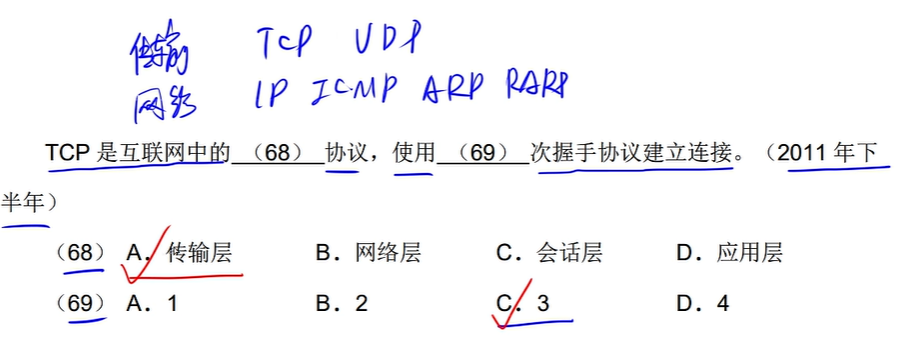 传输 TCP UDP
网络 IP ICMP ARP RARP
TCP 是互联网中的 （68） 协议，使用 （69） 次握手协议建立连接。（2011 年下
半年）
（68） A．传输层 B．网络层 C．会话层 D．应用层
（69） A．1 B．2 C．3 D．4